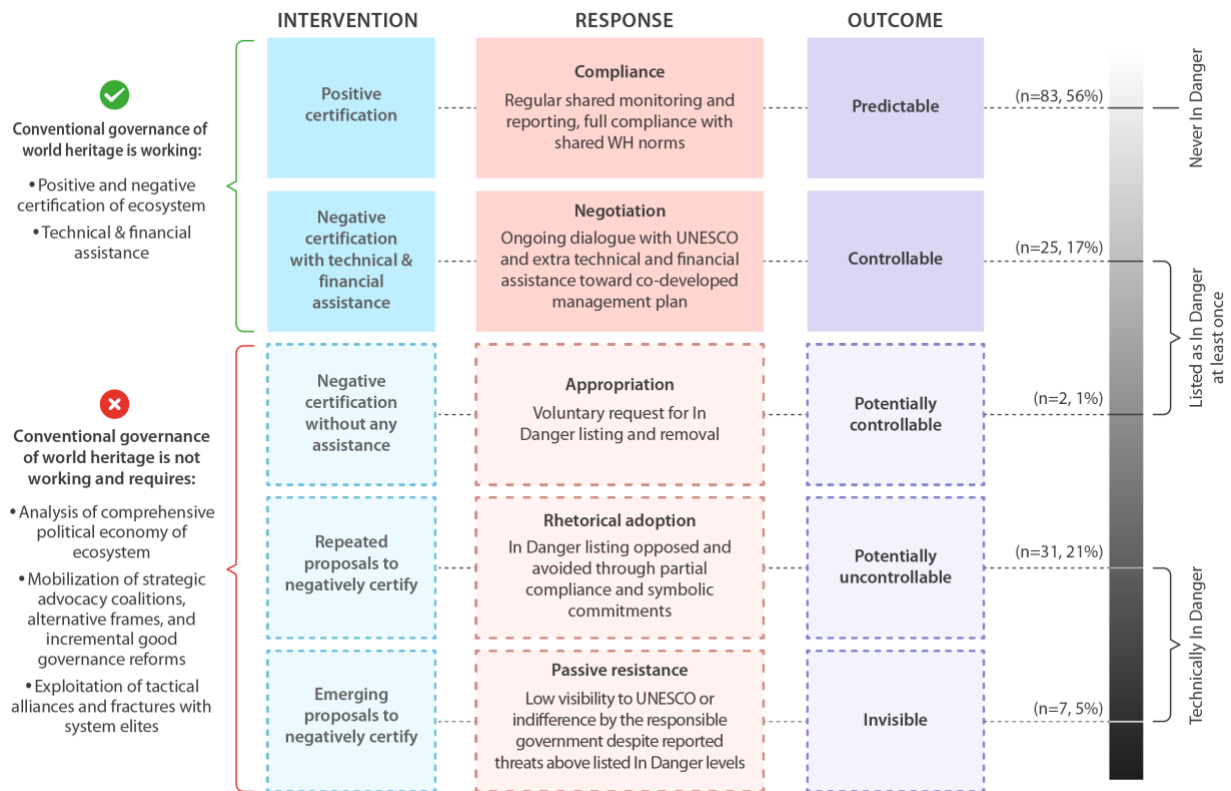 INTERVENTION
RESPONSE
OUTCOME
Conventional governance of
world heritage is working:
• Positive and negative
certification of ecosystem
• Technical & financial
assistance
Positive
certification
Compliance
Regular shared monitoring and
reporting, full compliance with
shared WH norms
Predictable
(n=83, 56%)
Never In Danger
Negative
certification
with technical &
financial
assistance
Negotiation
Ongoing dialogue with UNESCO
and extra technical and financial
assistance toward co-developed
management plan
Controllable
(n=25, 17%)
Listed as In Danger
at least once
Conventional governance
of world heritage is not
working and requires:
• Analysis of comprehensive
political economy of
ecosystem
• Mobilization of strategic
advocacy coalitions,
alternative frames, and
incremental good
governance reforms
• Exploitation of tactical
alliances and fractures with
system elites
Negative
certification
without any
assistance
Appropriation
Voluntary request for In
Danger listing and removal
Potentially
controllable
(n=2, 1%)
Repeated
proposals to
negatively certify
Rhetorical adoption
In Danger listing opposed and
avoided through partial
compliance and symbolic
commitments
Potentially
uncontrollable
(n=31, 21%)
Technically In Danger
Emerging
proposals to
negatively certify
Passive resistance
Low visibility to UNESCO or
indifference by the responsible
government despite reported
threats above listed In Danger levels
Invisible
(n=7, 5%)